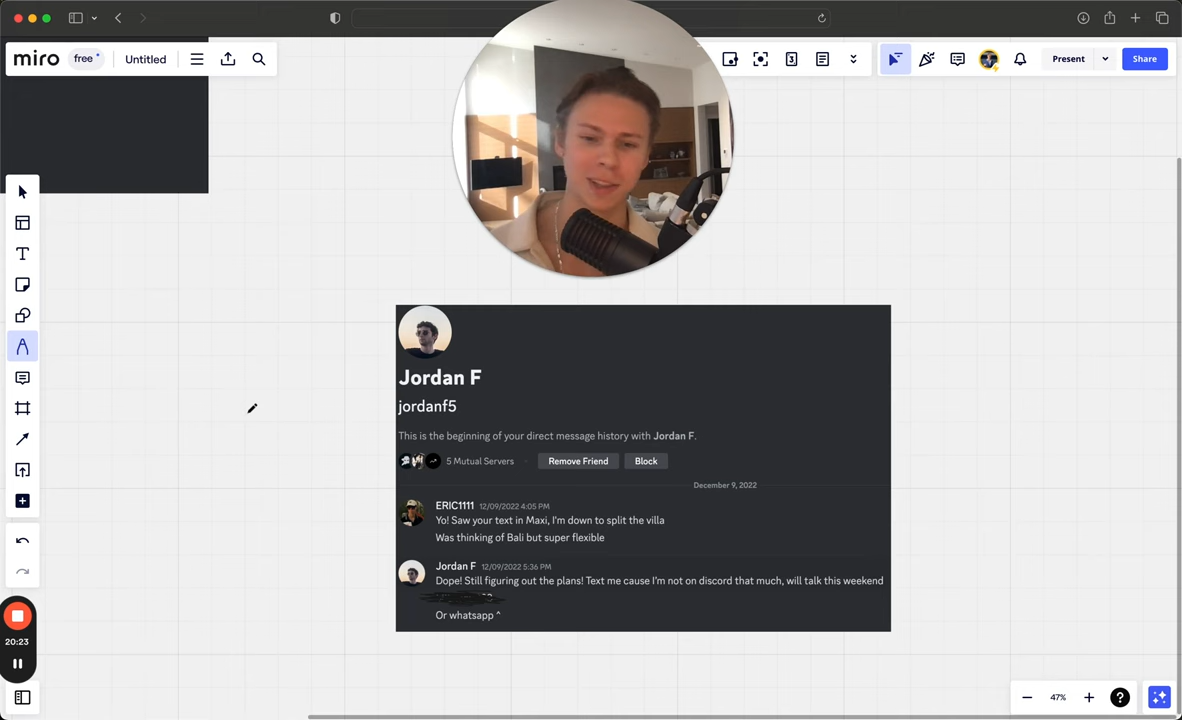 miro
free
Untitled
3
Present
Share
Jordan F
jordanf5
This is the beginning of your direct message history with Jordan F.
5 Mutual Servers
Remove Friend
Block
December 9, 2022
ERIC1111 12/09/2022 4:05 PM
Yo! Saw your text in Maxi, I'm down to split the villa
Was thinking of Bali but super flexible
Jordan F 12/09/2022 5:36 PM
Dope! Still figuring out the plans! Text me cause I'm not on discord that much, will talk this weekend
Or whatsapp ^
20:23
47%